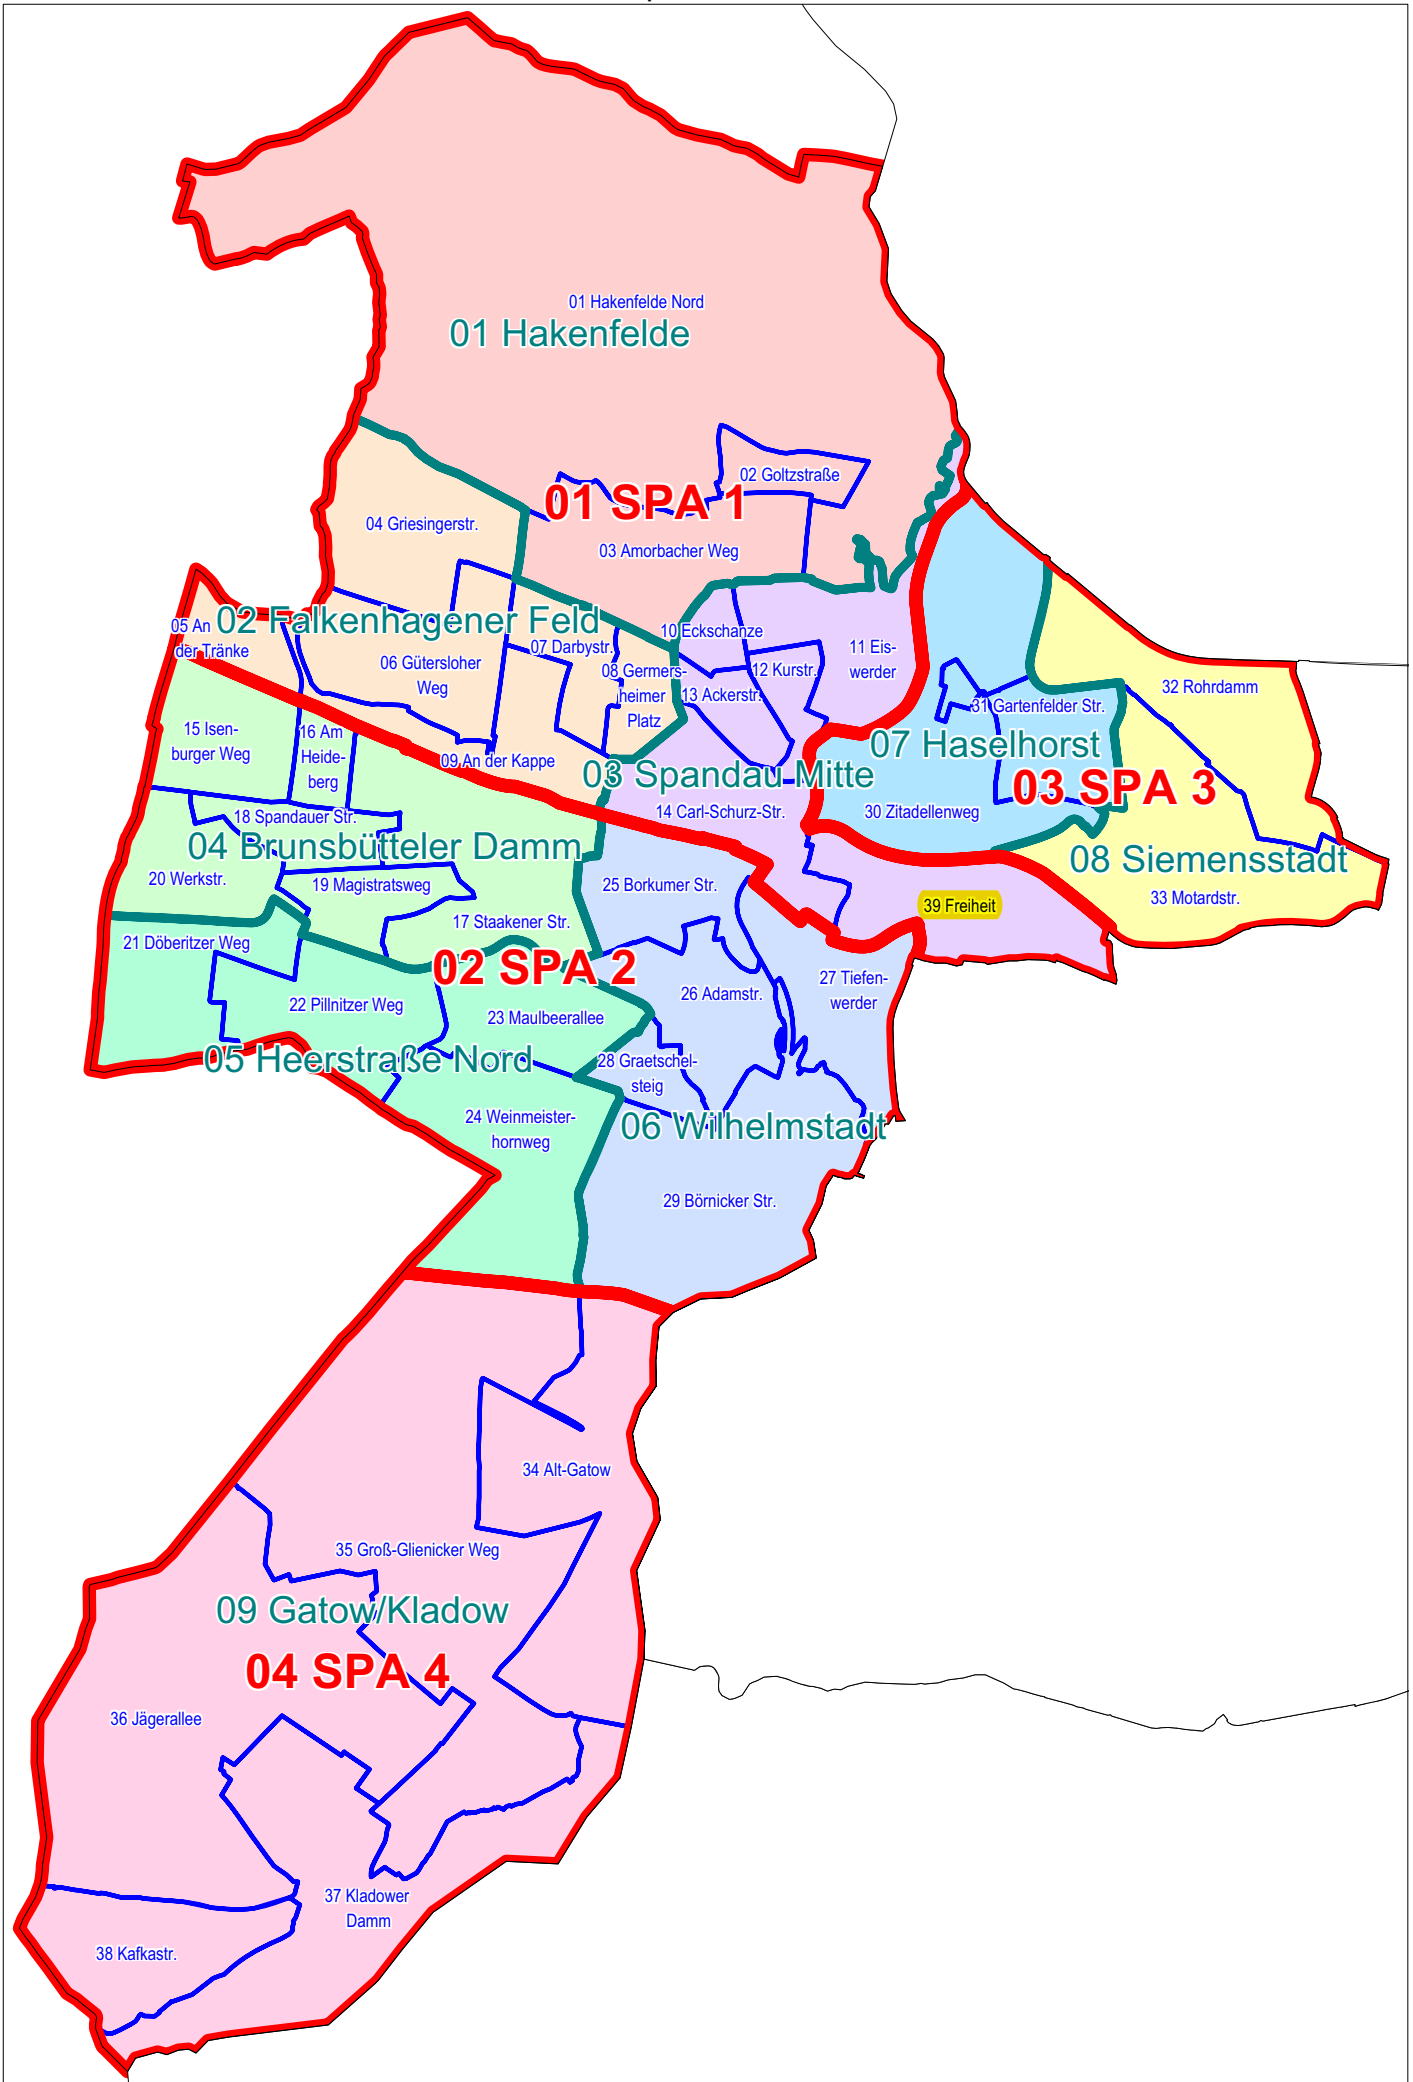 01 Hakenfelde Nord
01 Hakenfelde
02 Goltzstraße
01 SPA 1
04 Griesingerstr.
03 Amorbacher Weg
05 An
der Tränke
02 Falkenhagener Feld
07 Darbystr.
10 Eckschanze
11 Eis-
werder
06 Gütersloher
Weg
08 Germers-
heimer
Platz
12 Kurstr.
13 Ackerstr.
32 Rohrdamm
31 Gartenfelder Str.
15 Isen-
burger Weg
16 Am
Heide-
berg
09 An der Kappe
07 Haselhorst
03 Spandau Mitte
03 SPA 3
14 Carl-Schurz-Str.
30 Zitadellenweg
18 Spandauer Str.
04 Brunsbütteler Damm
08 Siemensstadt
20 Werkstr.
19 Magistratsweg
25 Borkumer Str.
33 Motardstr.
39 Freiheit
17 Staakener Str.
21 Döberitzer Weg
02 SPA 2
22 Pillnitzer Weg
26 Adamstr.
27 Tiefen-
werder
23 Maulbeerallee
05 Heerstraße Nord
28 Graetschel-
steig
24 Weinmeister-
hornweg
06 Wilhelmstadt
29 Börnicker Str.
34 Alt-Gatow
35 Groß-Glienicker Weg
09 Gatow/Kladow
04 SPA 4
36 Jägerallee
37 Kladower
Damm
38 Kafkastr.